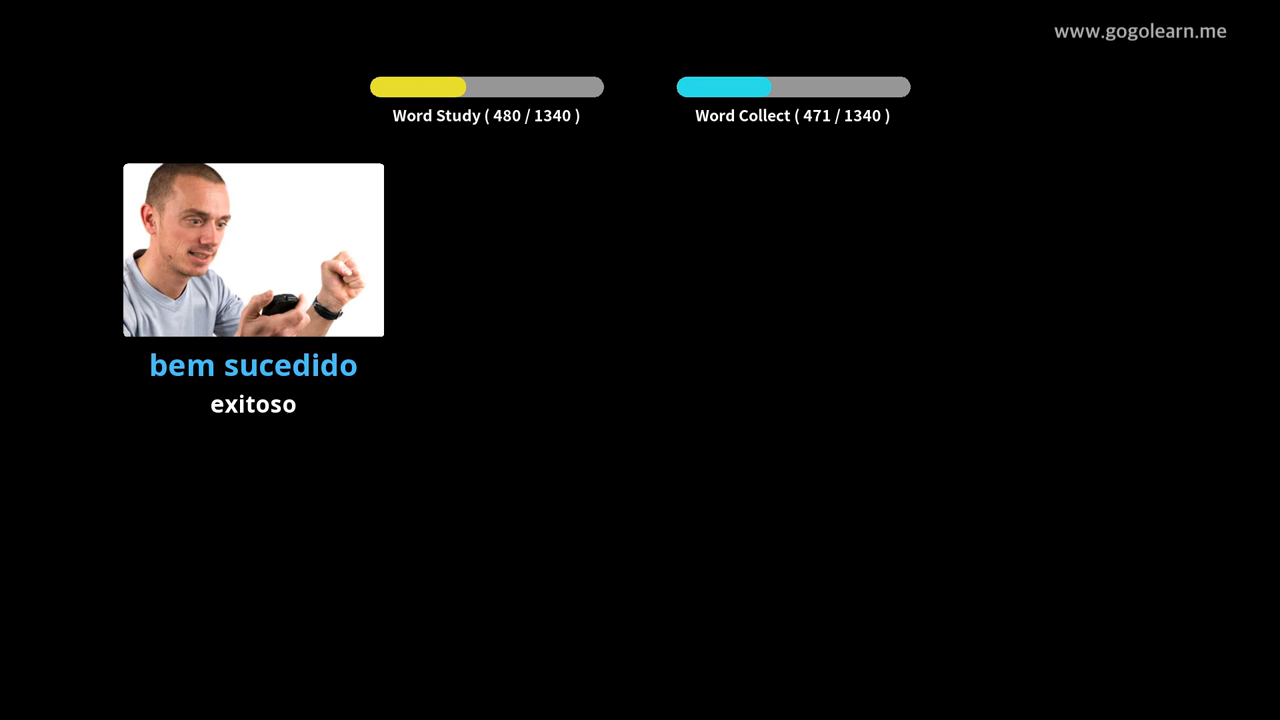 www.gogolearn.me
Word Study ( 480 / 1340 )
Word Collect ( 471 / 1340 )
bem sucedido
exitoso